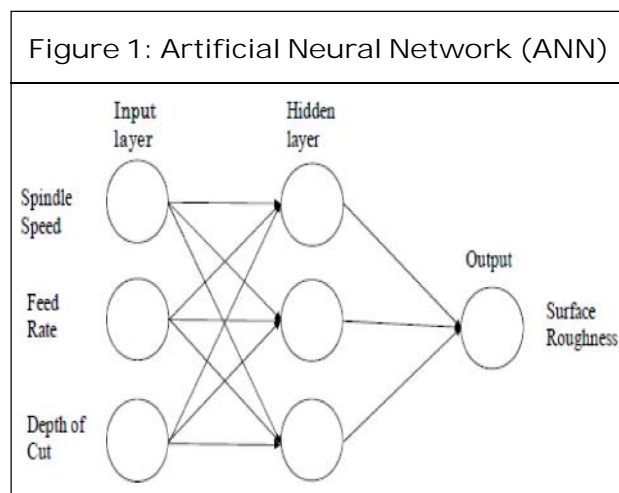 Figure 1: Artificial Neural Network (ANN)
Input
layer
Hidden
layer
Spindle
Speed
Output
Feed
Rate
Surface
Roughness
Depth of
Cut